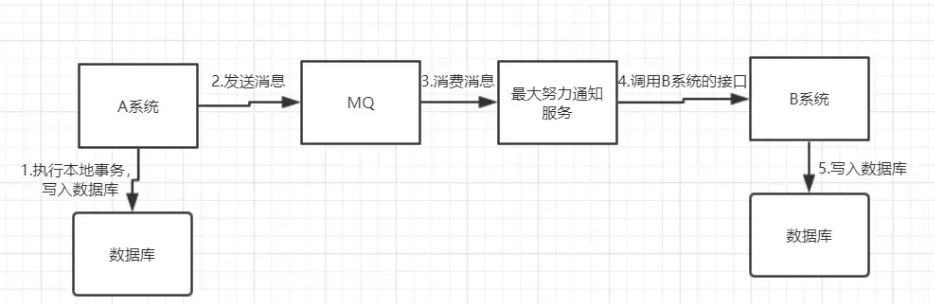 A系统
2.发送消息
MQ
3.消费消息
最大努力通知
服务
4.调用B系统的接口
B系统
1.执行本地事务，
写入数据库
数据库
5.写入数据库
数据库